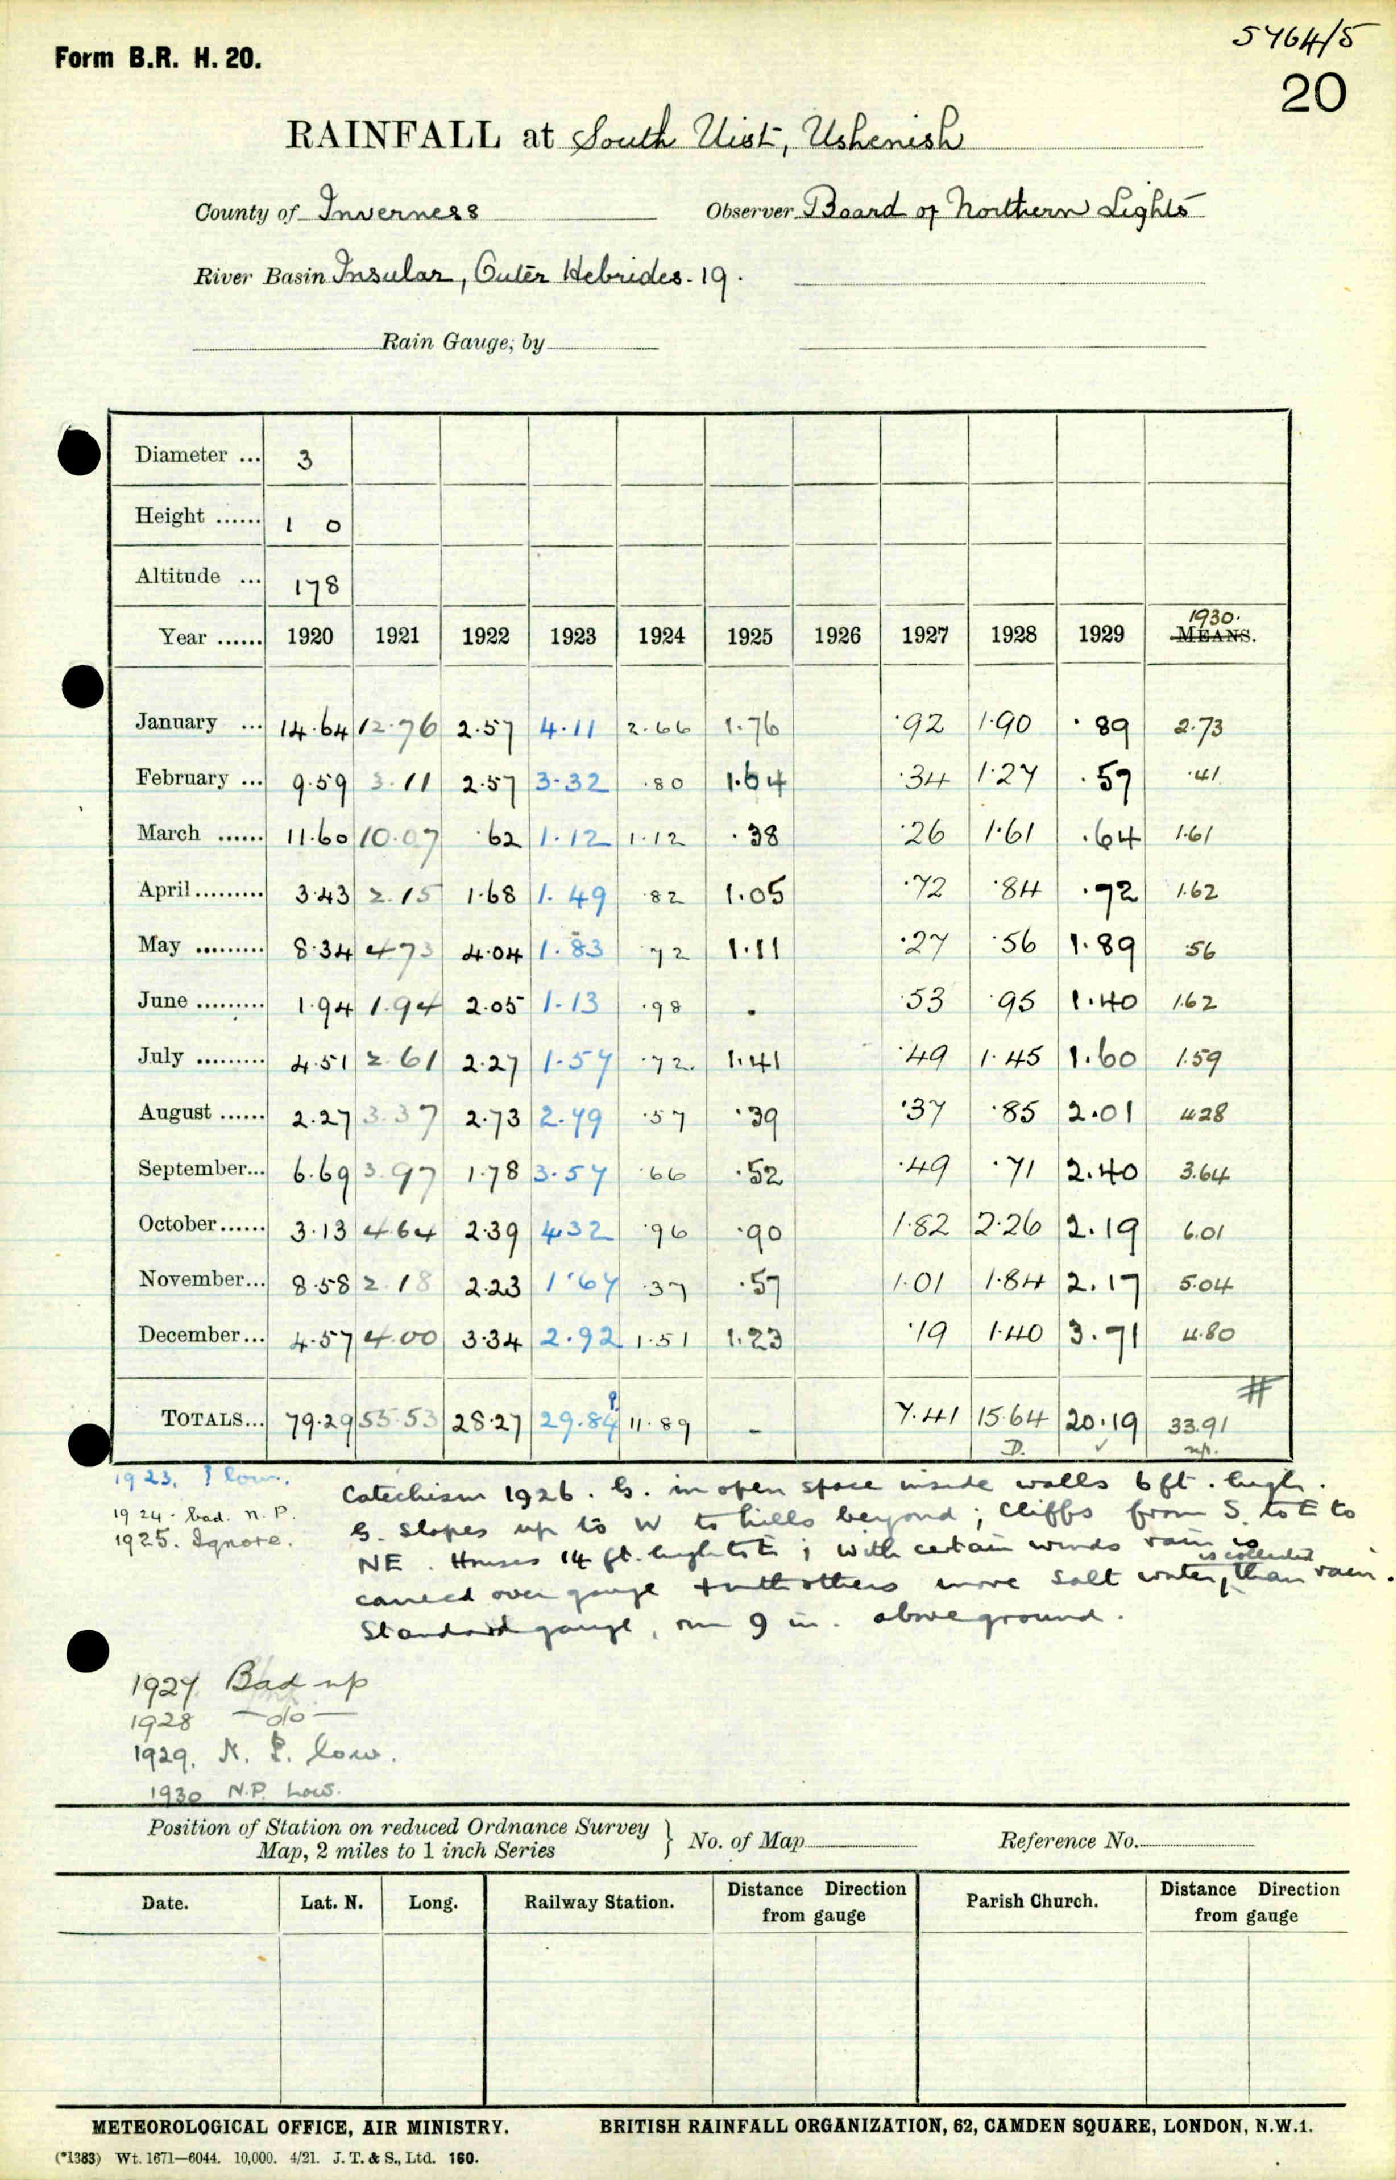 5764/5
Form B.R. H. 20.
20
RAINFALL at South Uist, Ushenish
County of Inverness Observer Board of Northern Lights
River Basin Insular, Outer Hebrides. 19.
Rain Gauge, by
Diameter ... 3
Height ...... 1 0
Altitude ... 178
1930.
Year ...... 1920 1921 1922 1923 1924 1925 1926 1927 1928 1929 MEANS.
January ... 14.64 12.76 2.57 4.11 2.66 1.76 .92 1.90 .89 2.73
February ... 9.59 3.11 2.57 3.32 .80 1.64 .34 1.27 .57 .41
March ...... 11.60 10.07 .62 1.12 1.12 .38 .26 1.61 .64 1.61
April ......... 3.43 2.15 1.68 1.49 .82 1.05 .72 .84 .72 1.62
May ......... 8.34 4.73 4.04 1.83 .72 1.11 .27 .56 1.89 .56
June ......... 1.94 1.94 2.05 1.13 .98 . .53 .95 1.40 1.62
July ......... 4.51 2.61 2.27 1.57 .72 1.41 .49 1.45 1.60 1.59
August ...... 2.27 3.37 2.73 2.79 .57 .39 .37 .85 2.01 4.28
September... 6.69 3.97 1.78 3.57 .66 .52 .49 .71 2.40 3.64
October ...... 3.13 4.64 2.39 4.32 .96 .90 1.82 2.26 2.19 6.01
November... 8.58 2.18 2.23 1.67 .37 .57 1.01 1.84 2.17 5.04
December... 4.57 4.00 3.34 2.92 1.51 1.23 .19 1.40 3.71 4.80
#
TOTALS... 79.29 55.53 28.27 29.84 ? 11.89 - 7.41 15.64 20.19 33.91
D. ✓ n.p.
1923. ? low.
1924. bad. N.P.
1925. Ignore.
Catechism 1926. G. in open space inside walls 6 ft. high.
G. slopes up to W to hills beyond; cliffs from S. to E to
NE. Houses 14 ft. high to E; with certain winds rain is
carried over gauge + with others more salt water is collected than rain.
Standard gauge, rim 9 in. above ground.
1927 Bad np
1928 —do—
1929. N. P. low.
1930 N.P. Low.
Position of Station on reduced Ordnance Survey
Map, 2 miles to 1 inch Series } No. of Map Reference No.
Date. Lat. N. Long. Railway Station. Distance Direction from gauge Parish Church. Distance Direction from gauge
METEOROLOGICAL OFFICE, AIR MINISTRY. BRITISH RAINFALL ORGANIZATION, 62, CAMDEN SQUARE, LONDON, N.W.1.
(*1383) Wt. 1671—6044. 10,000. 4/21. J. T. & S., Ltd. 160.